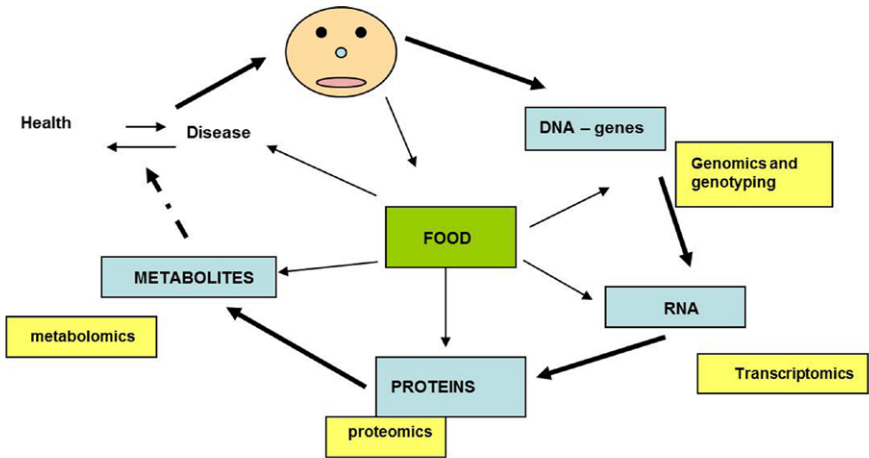 DNA – genes
Health
Disease
Genomics and
genotyping
FOOD
METABOLITES
RNA
metabolomics
Transcriptomics
PROTEINS
proteomics